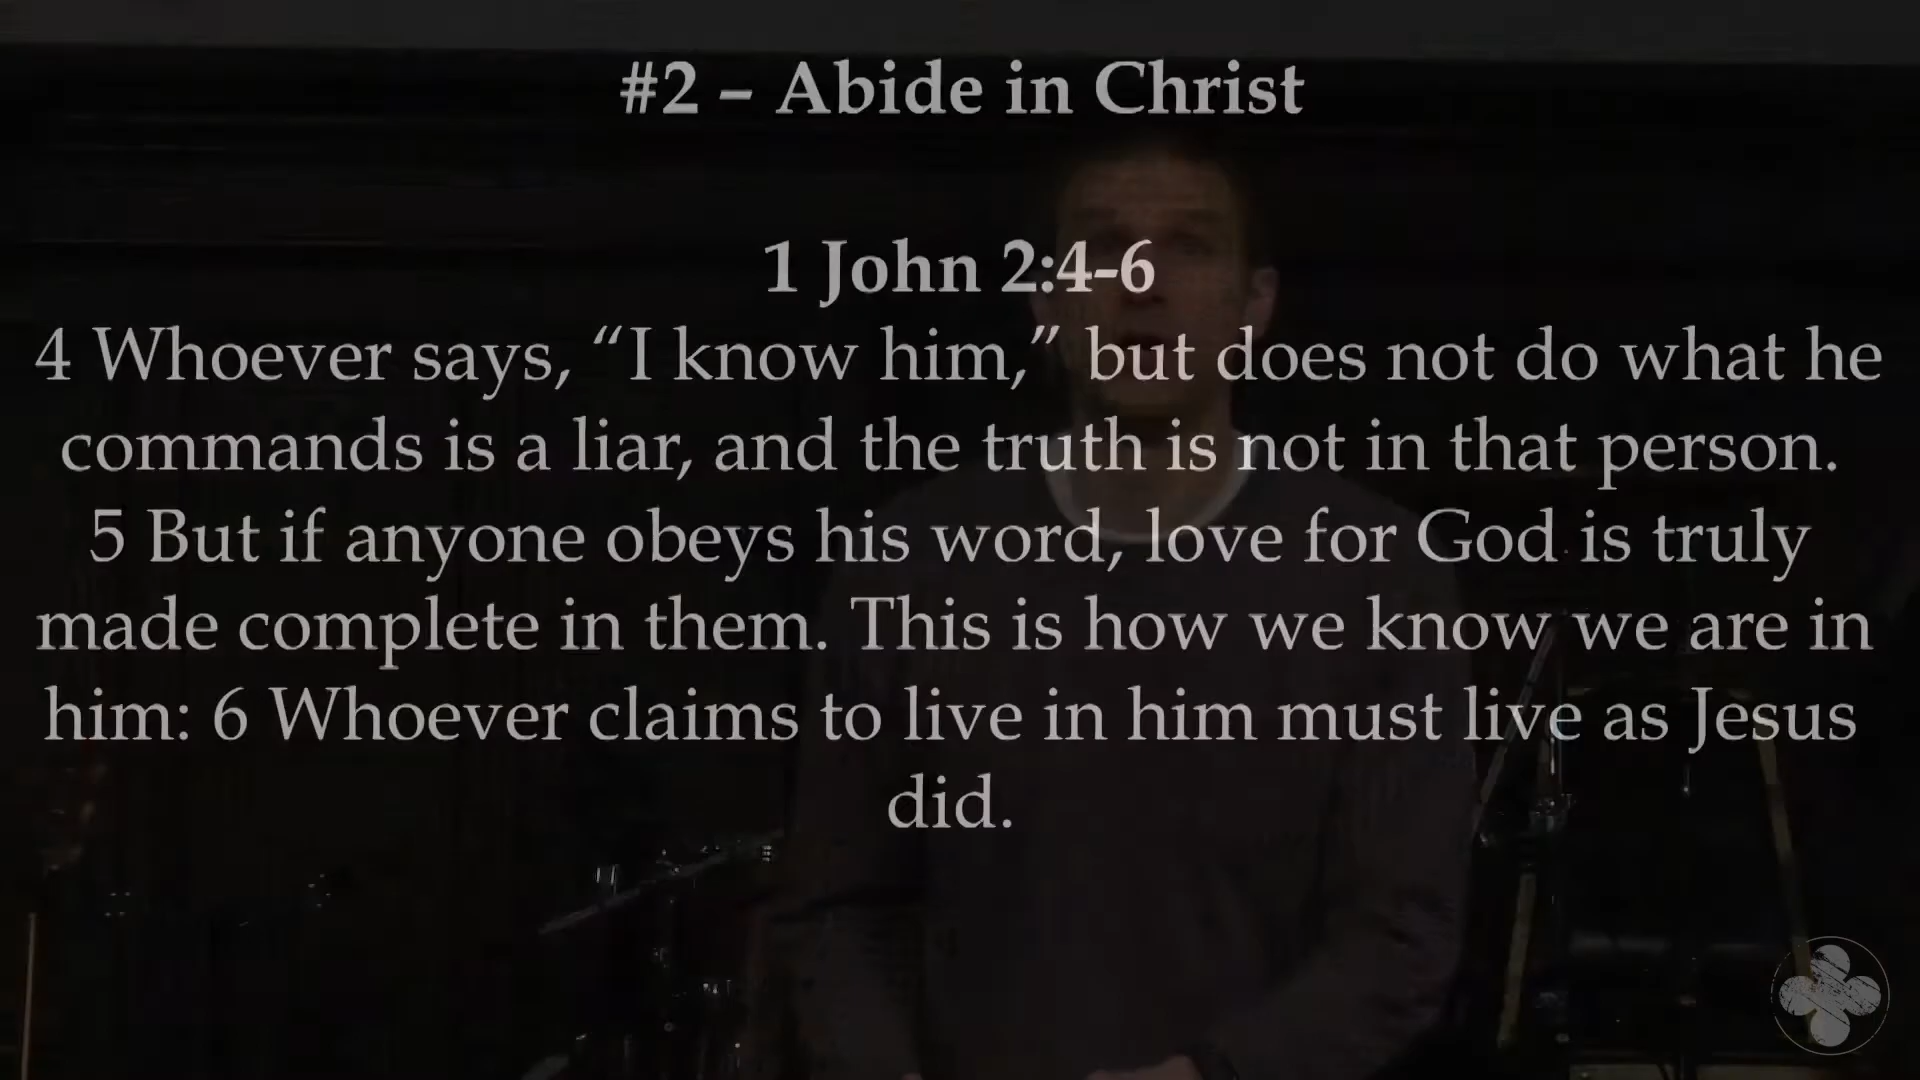 #2 – Abide in Christ
1 John 2:4-6
4 Whoever says, “I know him,” but does not do what he
commands is a liar, and the truth is not in that person.
5 But if anyone obeys his word, love for God is truly
made complete in them. This is how we know we are in
him: 6 Whoever claims to live in him must live as Jesus
did.